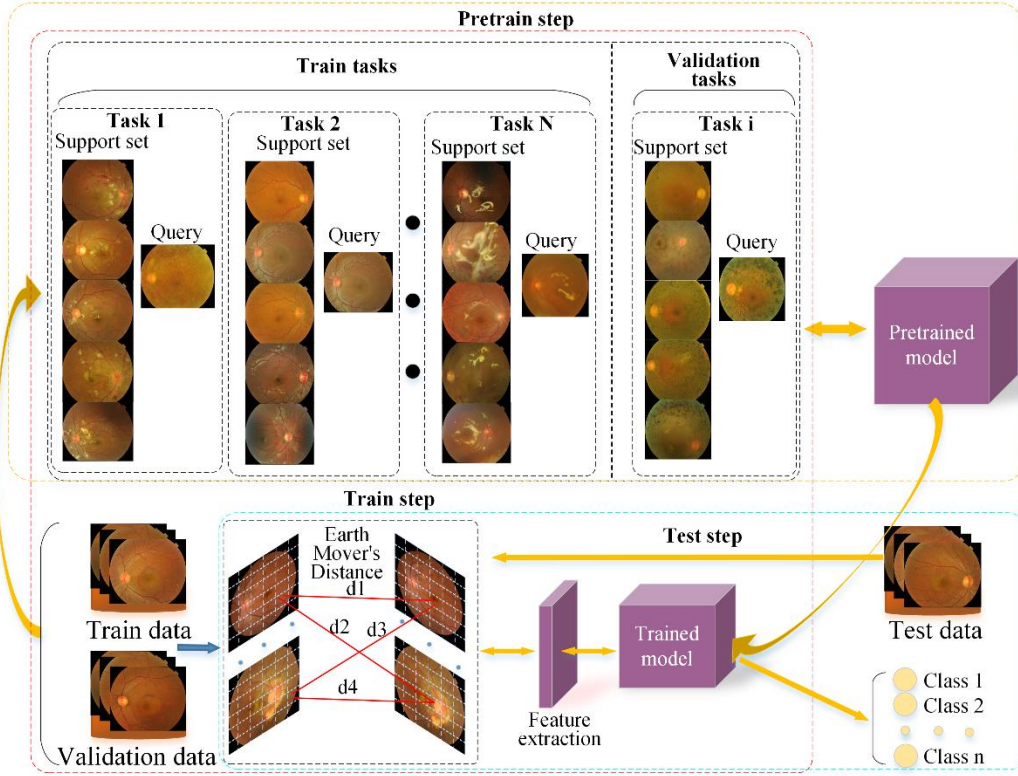 Pretrain step
Train tasks
Validation
tasks
Task 1
Support set
Query
Task 2
Support set
Query
Task N
Support set
Query
Task i
Support set
Query
Pretrained
model
Train step
Earth
Mover's
Distance
d1
d2
d3
d4
Test step
Train data
Validation data
Feature
extraction
Trained
model
Test data
Class 1
Class 2
Class n